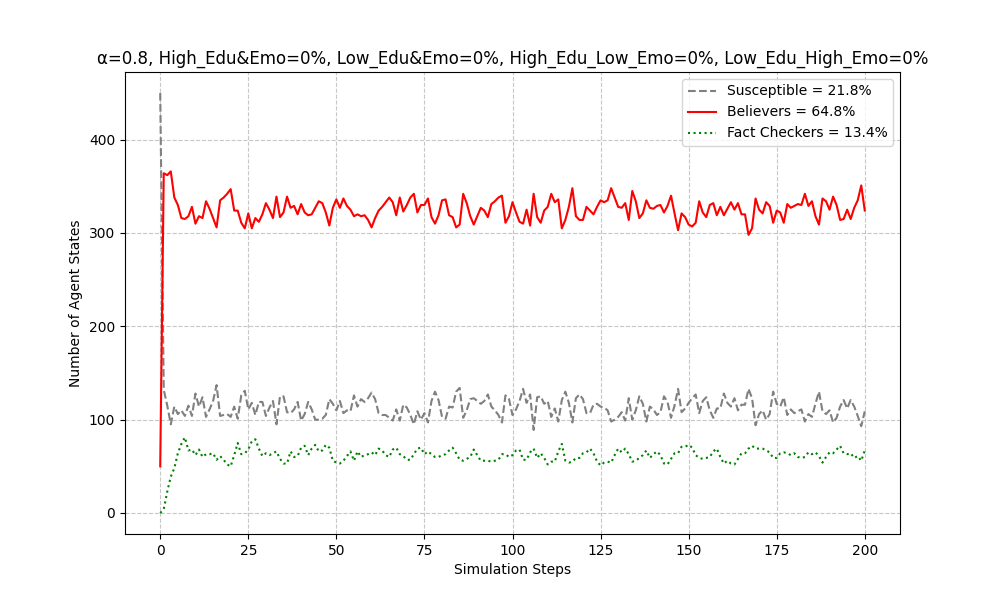 α=0.8, High_Edu&Emo=0%, Low_Edu&Emo=0%, High_Edu_Low_Emo=0%, Low_Edu_High_Emo=0%
Susceptible = 21.8%
Believers = 64.8%
Fact Checkers = 13.4%
Number of Agent States
400
300
200
100
0
0 25 50 75 100 125 150 175 200
Simulation Steps